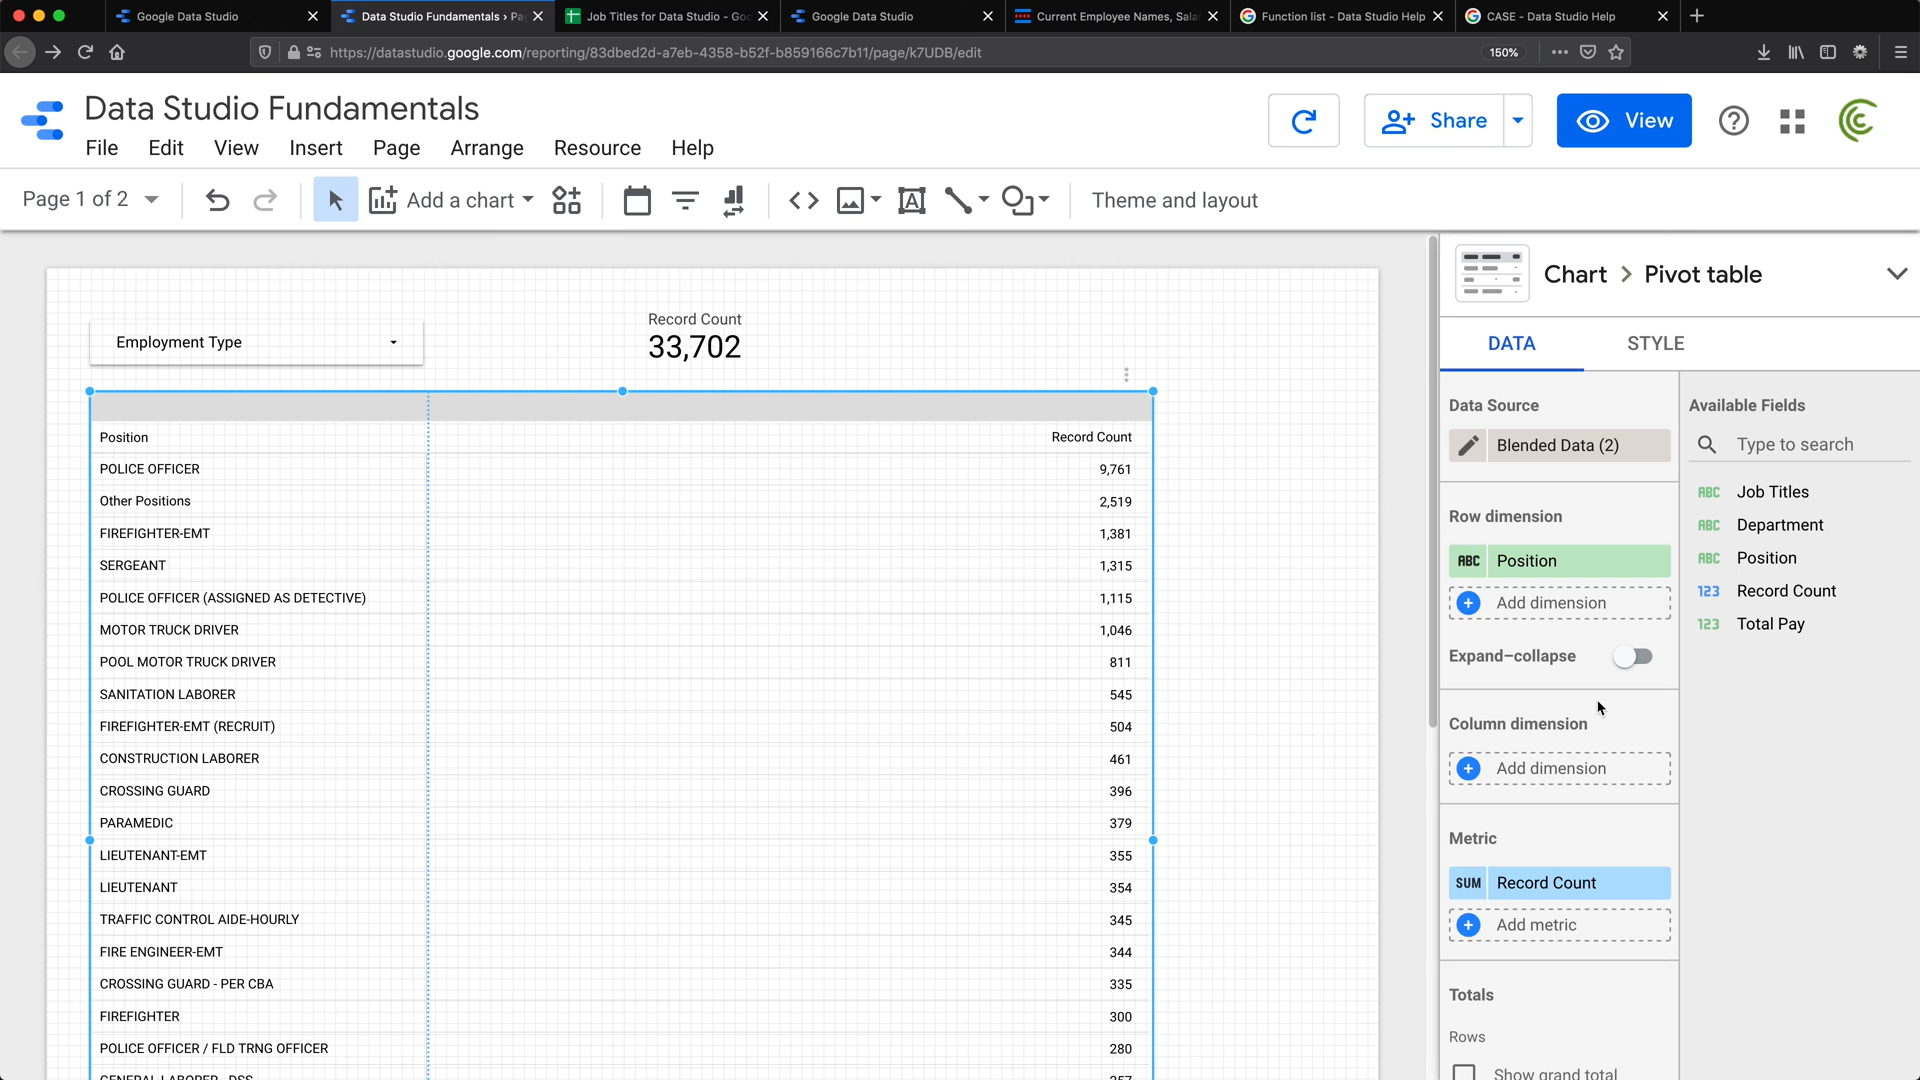 Google Data Studio
Data Studio Fundamentals › Pa
Job Titles for Data Studio - Goo
Google Data Studio
Current Employee Names, Sala
Function list - Data Studio Help
CASE - Data Studio Help
https://datastudio.google.com/reporting/83dbed2d-a7eb-4358-b52f-b859166c7b11/page/k7UDB/edit
150%
Data Studio Fundamentals
File Edit View Insert Page Arrange Resource Help
Share
View
Page 1 of 2
Add a chart
Theme and layout
Employment Type
Record Count
33,702
Position Record Count
POLICE OFFICER 9,761
Other Positions 2,519
FIREFIGHTER-EMT 1,381
SERGEANT 1,315
POLICE OFFICER (ASSIGNED AS DETECTIVE) 1,115
MOTOR TRUCK DRIVER 1,046
POOL MOTOR TRUCK DRIVER 811
SANITATION LABORER 545
FIREFIGHTER-EMT (RECRUIT) 504
CONSTRUCTION LABORER 461
CROSSING GUARD 396
PARAMEDIC 379
LIEUTENANT-EMT 355
LIEUTENANT 354
TRAFFIC CONTROL AIDE-HOURLY 345
FIRE ENGINEER-EMT 344
CROSSING GUARD - PER CBA 335
FIREFIGHTER 300
POLICE OFFICER / FLD TRNG OFFICER 280
GENERAL LABORER - DSS 257
Chart > Pivot table
DATA STYLE
Data Source
Blended Data (2)
Row dimension
ABC Position
Add dimension
Expand–collapse
Column dimension
Add dimension
Metric
SUM Record Count
Add metric
Totals
Rows
Show grand total
Available Fields
Type to search
ABC Job Titles
ABC Department
ABC Position
123 Record Count
123 Total Pay